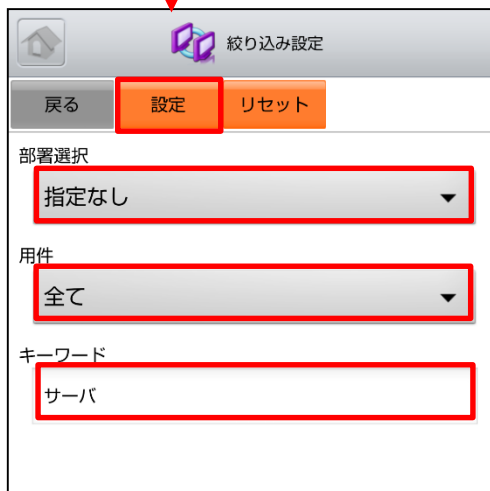 絞り込み設定
戻る 設定 リセット
部署選択
指定なし
用件
全て
キーワード
サーバ